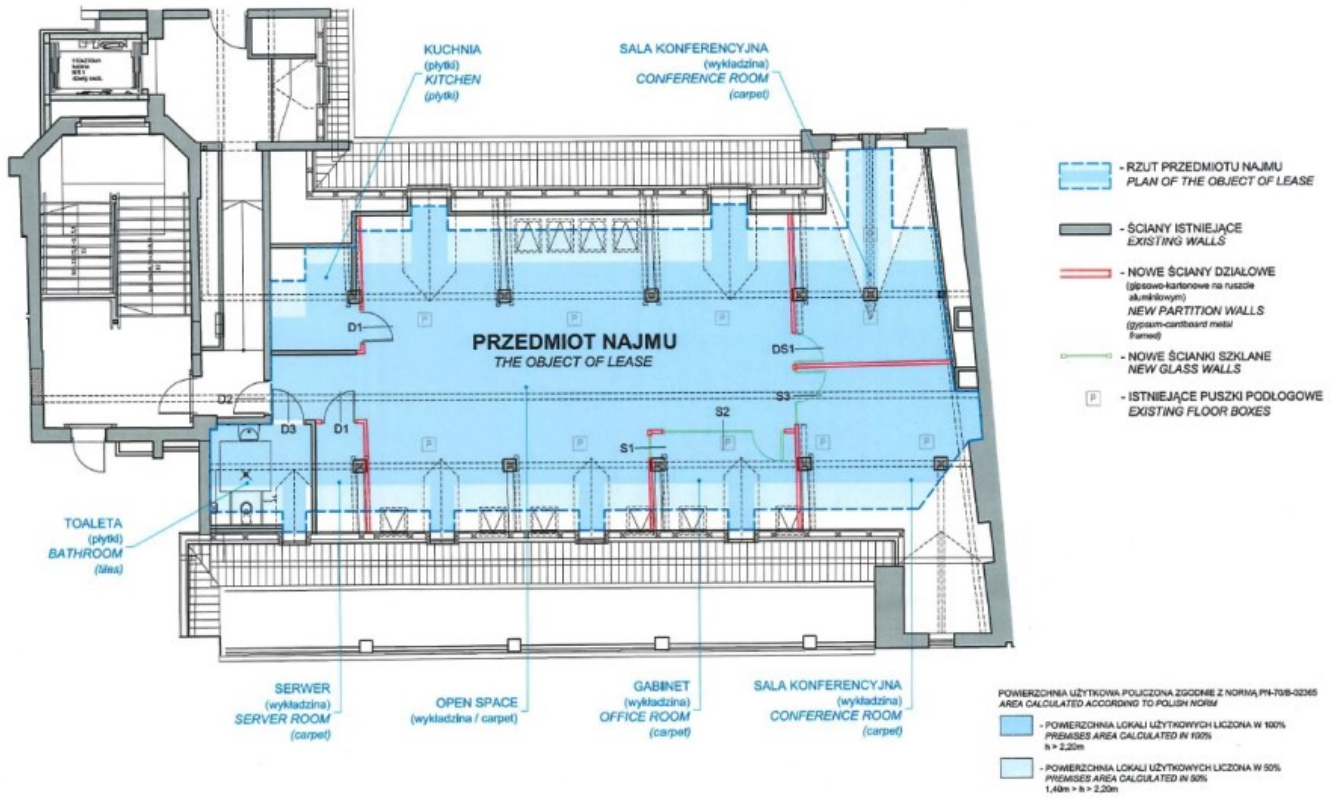 KUCHNIA
(płytki)
KITCHEN
(płytki)
SALA KONFERENCYJNA
(wykładzina)
CONFERENCE ROOM
(carpet)
- RZUT PRZEDMIOTU NAJMU
PLAN OF THE OBJECT OF LEASE
- ŚCIANY ISTNIEJĄCE
EXISTING WALLS
- NOWE ŚCIANY DZIAŁOWE
(gipsowo-kartonowe na ruszcie
aluminiowym)
NEW PARTITION WALLS
(gypsum-cardboard metal
framed)
- NOWE ŚCIANKI SZKLANE
NEW GLASS WALLS
P
- ISTNIEJĄCE PUSZKI PODŁOGOWE
EXISTING FLOOR BOXES
P
P
P
P
D1
PRZEDMIOT NAJMU
THE OBJECT OF LEASE
DS1
D2
D3
D1
S3
S2
S1
P
P
P
P
P
TOALETA
(płytki)
BATHROOM
(tiles)
SERWER
(wykładzina)
SERVER ROOM
(carpet)
OPEN SPACE
(wykładzina / carpet)
GABINET
(wykładzina)
OFFICE ROOM
(carpet)
SALA KONFERENCYJNA
(wykładzina)
CONFERENCE ROOM
(carpet)
POWIERZCHNIA UŻYTKOWA POLICZONA ZGODNIE Z NORMĄ PN-70/B-02365
AREA CALCULATED ACCORDING TO POLISH NORM
- POWIERZCHNIA LOKALI UŻYTKOWYCH LICZONA W 100%
PREMISES AREA CALCULATED IN 100%
h > 2,20m
- POWIERZCHNIA LOKALI UŻYTKOWYCH LICZONA W 50%
PREMISES AREA CALCULATED IN 50%
1,40m > h > 2,20m